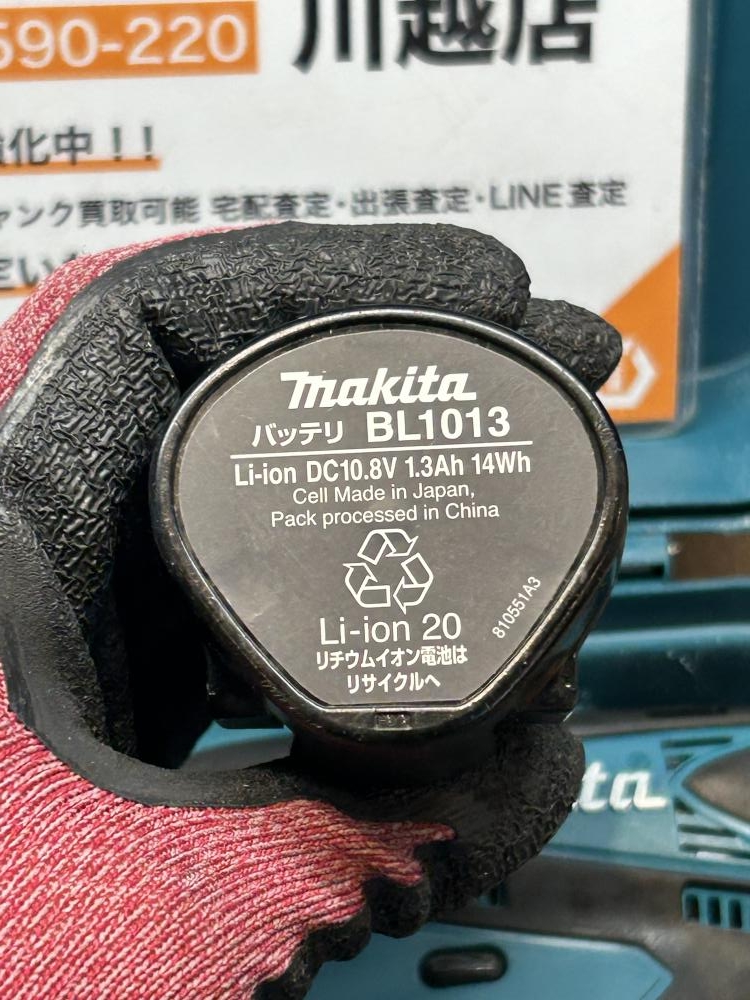 590-220 川越店
化中!!
ャンク買取可能 宅配査定・出張査定・LINE査定
makita
バッテリ BL1013
Li-ion DC10.8V 1.3Ah 14Wh
Cell Made in Japan,
Pack processed in China
Li-ion 20
810551A3
リチウムイオン電池は
リサイクルへ
ta